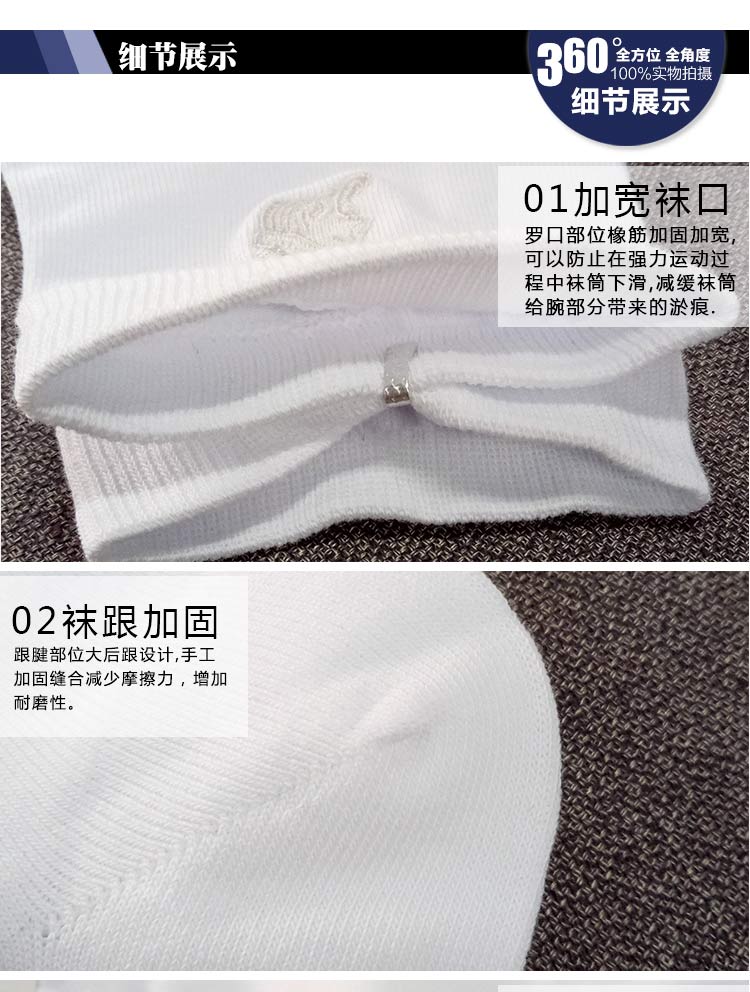 细节展示
360°
全方位 全角度
100%实物拍摄
细节展示
01加宽袜口
罗口部位橡筋加固加宽,
可以防止在强力运动过
程中袜筒下滑,减缓袜筒
给腕部分带来的淤痕.
02袜跟加固
跟腱部位大后跟设计,手工
加固缝合减少摩擦力，增加
耐磨性。